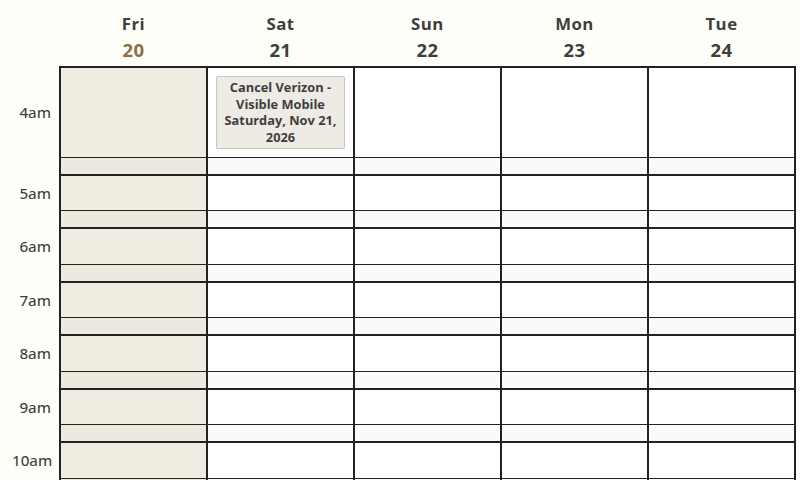 Fri Sat Sun Mon Tue
20 21 22 23 24
4am
Cancel Verizon -
Visible Mobile
Saturday, Nov 21,
2026
5am
6am
7am
8am
9am
10am